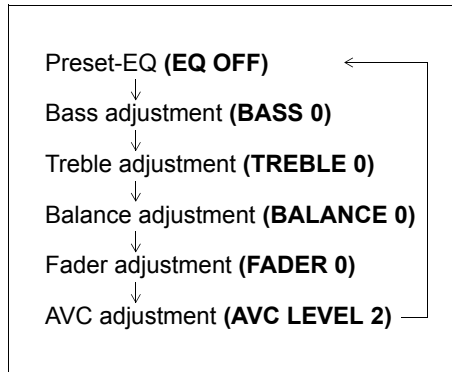 Preset-EQ (EQ OFF)
Bass adjustment (BASS 0)
Treble adjustment (TREBLE 0)
Balance adjustment (BALANCE 0)
Fader adjustment (FADER 0)
AVC adjustment (AVC LEVEL 2)